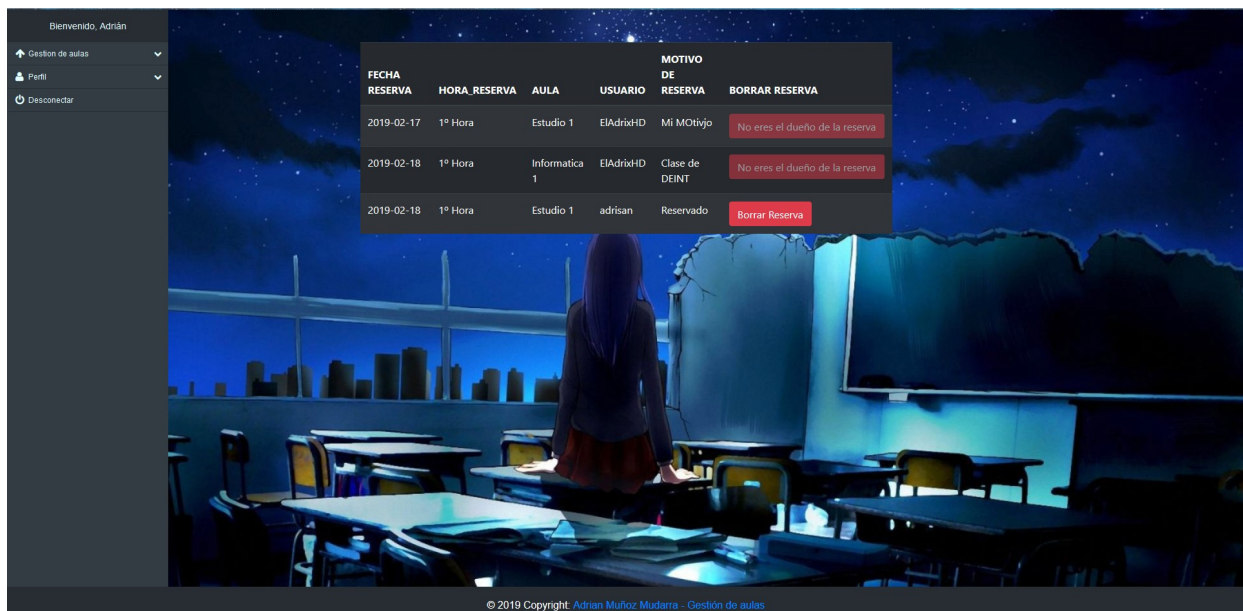 Bienvenido, Adrián
Gestion de aulas
Perfil
Desconectar
FECHA RESERVA HORA_RESERVA AULA USUARIO MOTIVO DE RESERVA BORRAR RESERVA
2019-02-17 1º Hora Estudio 1 ElAdrixHD Mi MOtivjo No eres el dueño de la reserva
2019-02-18 1º Hora Informatica 1 ElAdrixHD Clase de DEINT No eres el dueño de la reserva
2019-02-18 1º Hora Estudio 1 adrisan Reservado Borrar Reserva
© 2019 Copyright: Adrian Muñoz Mudarra - Gestión de aulas